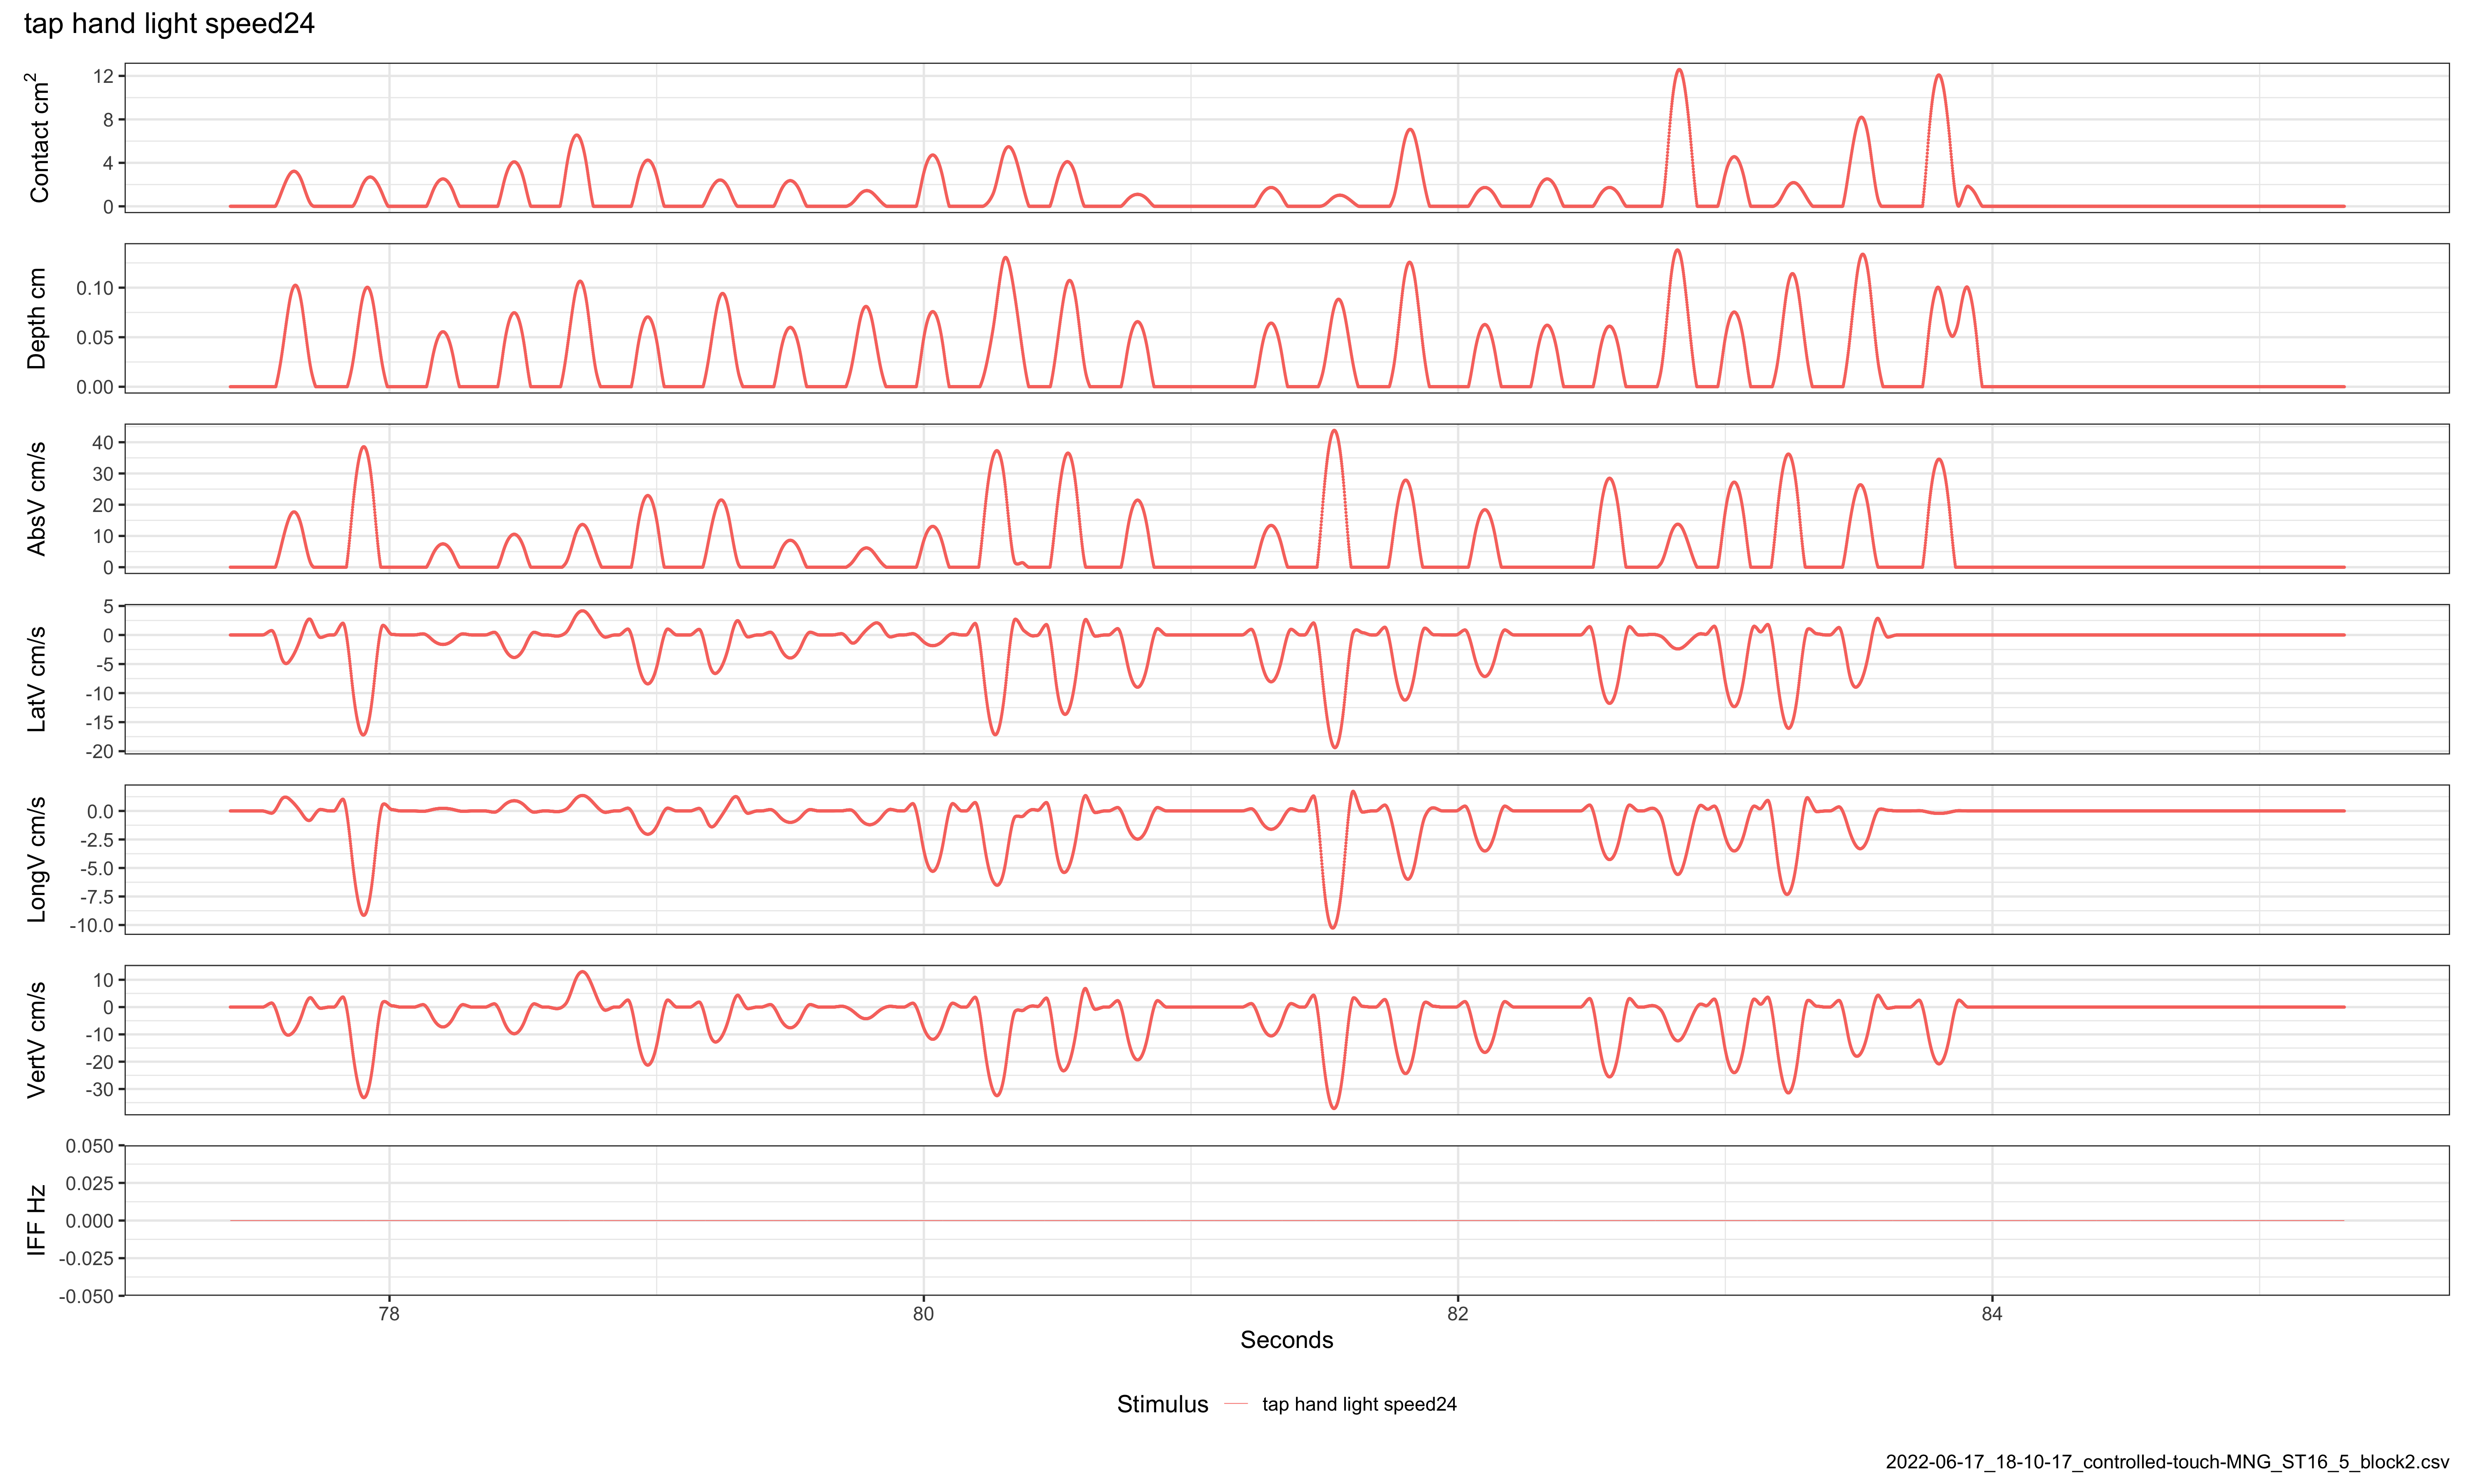 tap hand light speed24
Contact cm²
12
8
4
0
Depth cm
0.10
0.05
0.00
AbsV cm/s
40
30
20
10
0
LatV cm/s
5
0
-5
-10
-15
-20
LongV cm/s
0.0
-2.5
-5.0
-7.5
-10.0
VertV cm/s
10
0
-10
-20
-30
IFF Hz
0.050
0.025
0.000
-0.025
-0.050
78 80 82 84
Seconds
Stimulus tap hand light speed24
2022-06-17_18-10-17_controlled-touch-MNG_ST16_5_block2.csv